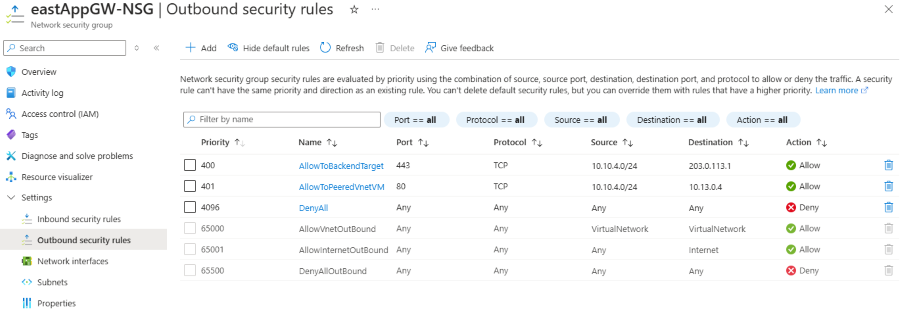 eastAppGW-NSG | Outbound security rules ☆ ···
Network security group
Search
Add Hide default rules Refresh Delete Give feedback
Overview
Activity log
Access control (IAM)
Tags
Diagnose and solve problems
Resource visualizer
Settings
Inbound security rules
Outbound security rules
Network interfaces
Subnets
Properties
Network security group security rules are evaluated by priority using the combination of source, source port, destination, destination port, and protocol to allow or deny the traffic. A security
rule can't have the same priority and direction as an existing rule. You can't delete default security rules, but you can override them with rules that have a higher priority. Learn more
Filter by name Port == all Protocol == all Source == all Destination == all Action == all
Priority ↑↓ Name ↑↓ Port ↑↓ Protocol ↑↓ Source ↑↓ Destination ↑↓ Action ↑↓
400 AllowToBackendTarget 443 TCP 10.10.4.0/24 203.0.113.1 Allow
401 AllowToPeeredVnetVM 80 TCP 10.10.4.0/24 10.13.0.4 Allow
4096 DenyAll Any Any Any Any Deny
65000 AllowVnetOutBound Any Any VirtualNetwork VirtualNetwork Allow
65001 AllowInternetOutBound Any Any Any Internet Allow
65500 DenyAllOutBound Any Any Any Any Deny